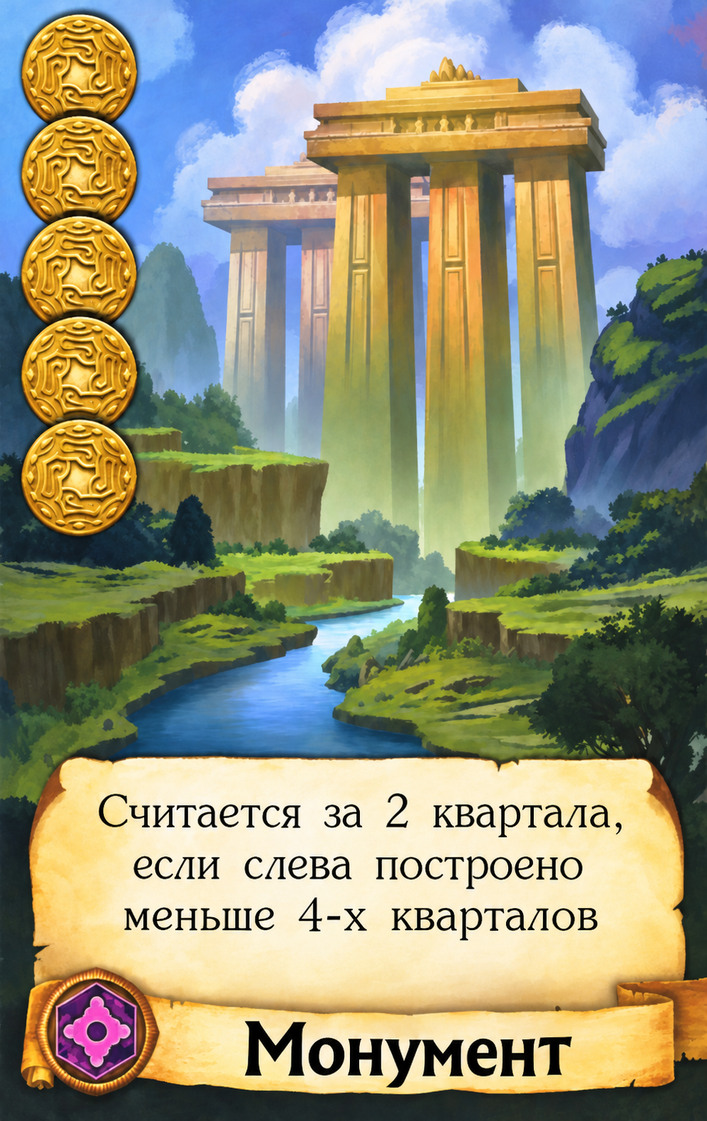 Считается за 2 квартала,
если слева построено
меньше 4-х кварталов
Монумент